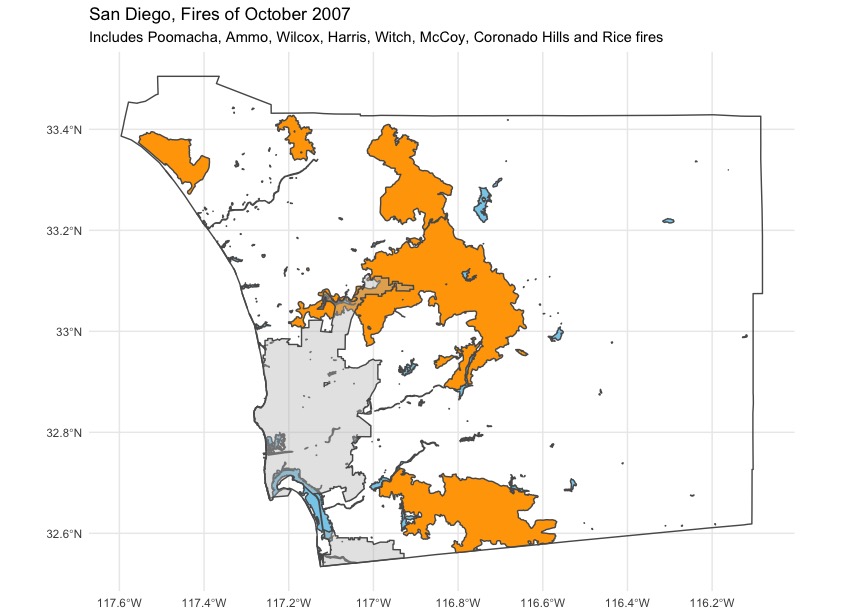 San Diego, Fires of October 2007
Includes Poomacha, Ammo, Wilcox, Harris, Witch, McCoy, Coronado Hills and Rice fires
33.4°N
33.2°N
33°N
32.8°N
32.6°N
117.6°W 117.4°W 117.2°W 117°W 116.8°W 116.6°W 116.4°W 116.2°W